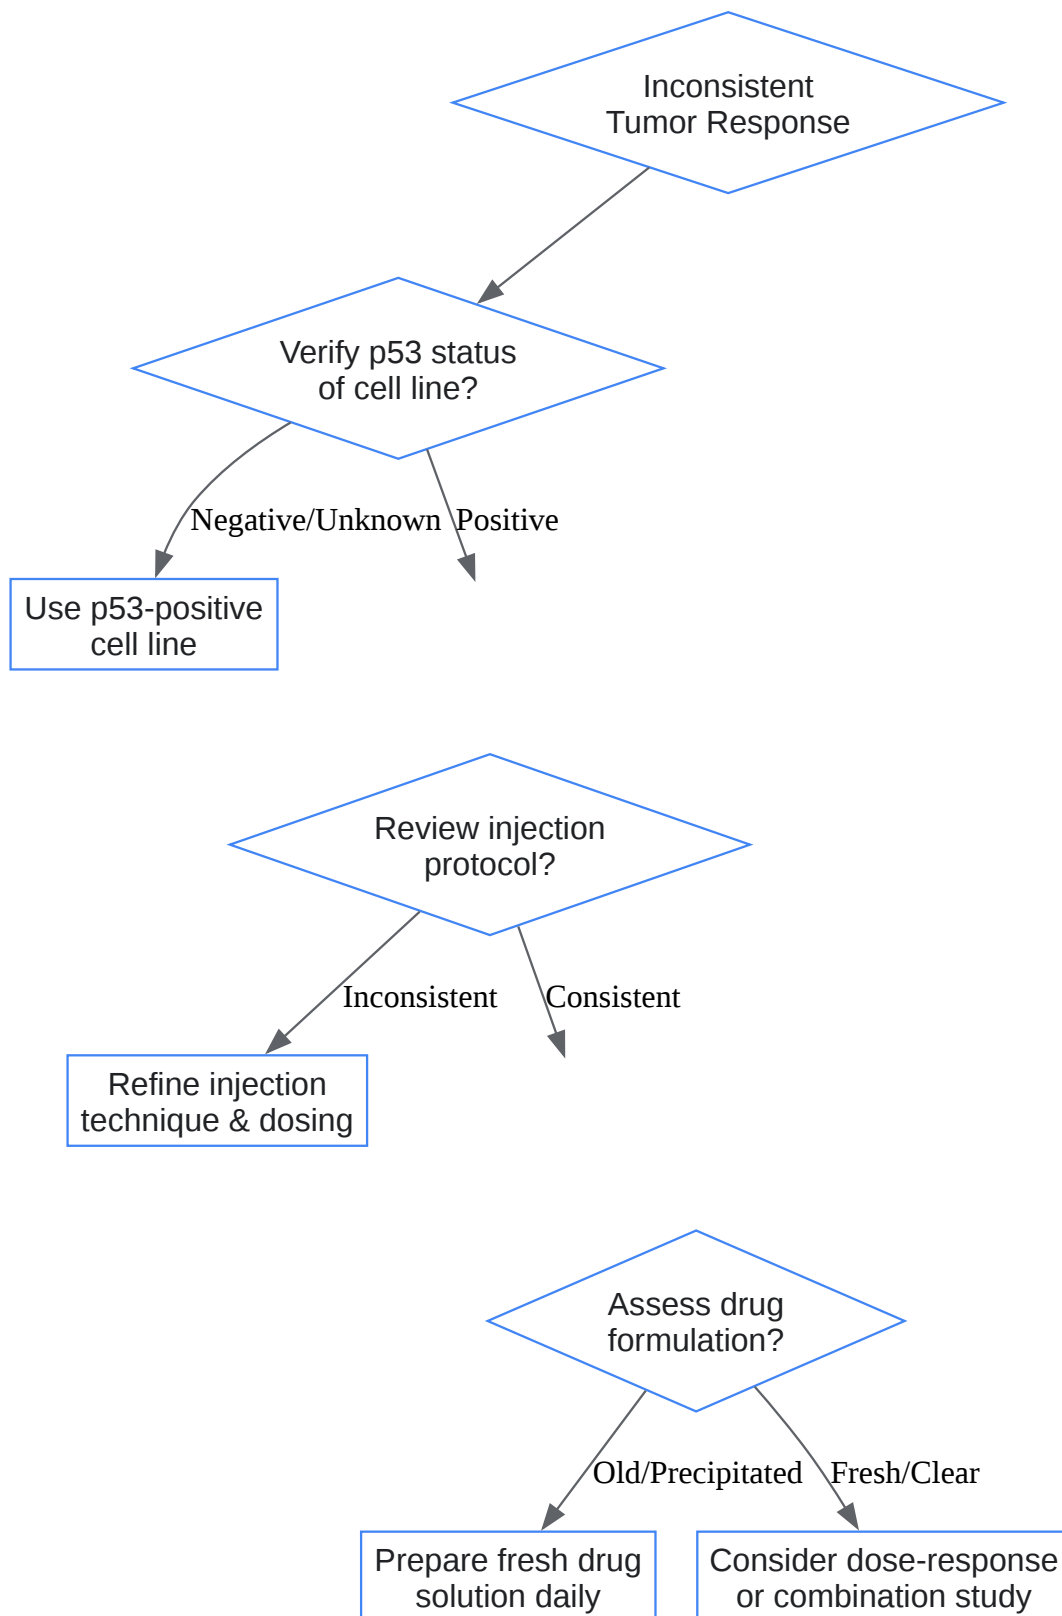 Inconsistent
Tumor Response
Verify p53 status
of cell line?
Negative/Unknown
Positive
Use p53-positive
cell line
Review injection
protocol?
Inconsistent
Consistent
Refine injection
technique & dosing
Assess drug
formulation?
Old/Precipitated
Fresh/Clear
Prepare fresh drug
solution daily
Consider dose-response
or combination study